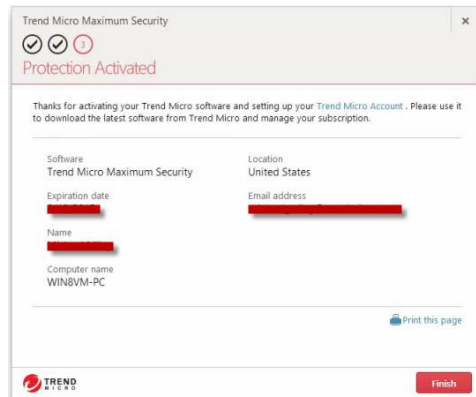 Trend Micro Maximum Security
3
Protection Activated
Thanks for activating your Trend Micro software and setting up your Trend Micro Account . Please use it
to download the latest software from Trend Micro and manage your subscription.
Software
Trend Micro Maximum Security
Location
United States
Expiration date
Email address
Name
Computer name
WIN8VM-PC
Print this page
TREND
MICRO
Finish